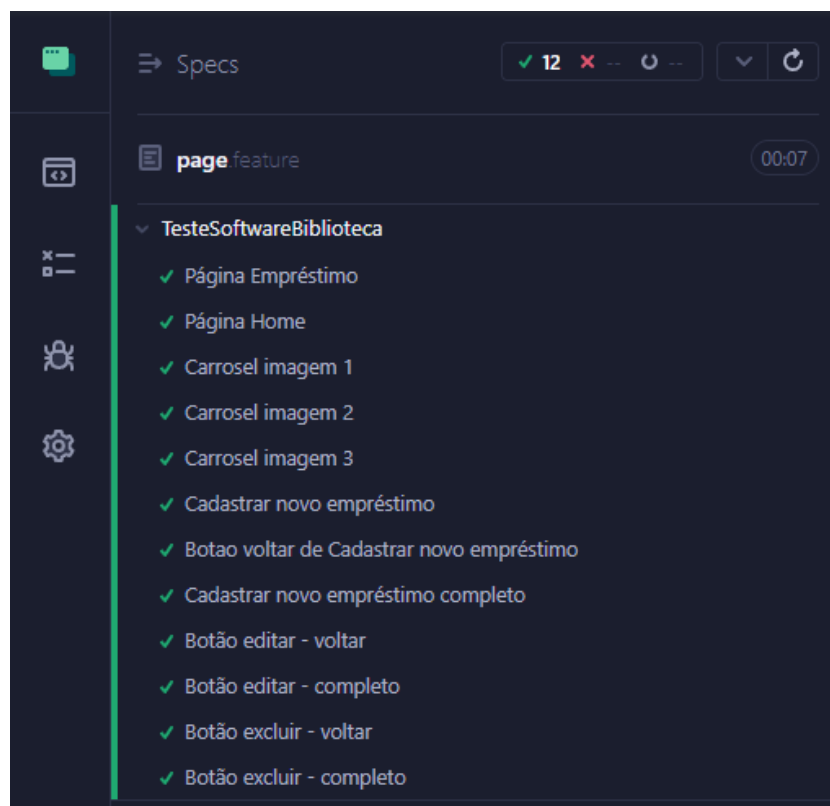 Specs
12 -- --
page.feature
00:07
TesteSoftwareBiblioteca
Página Empréstimo
Página Home
Carrosel imagem 1
Carrosel imagem 2
Carrosel imagem 3
Cadastrar novo empréstimo
Botao voltar de Cadastrar novo empréstimo
Cadastrar novo empréstimo completo
Botão editar - voltar
Botão editar - completo
Botão excluir - voltar
Botão excluir - completo